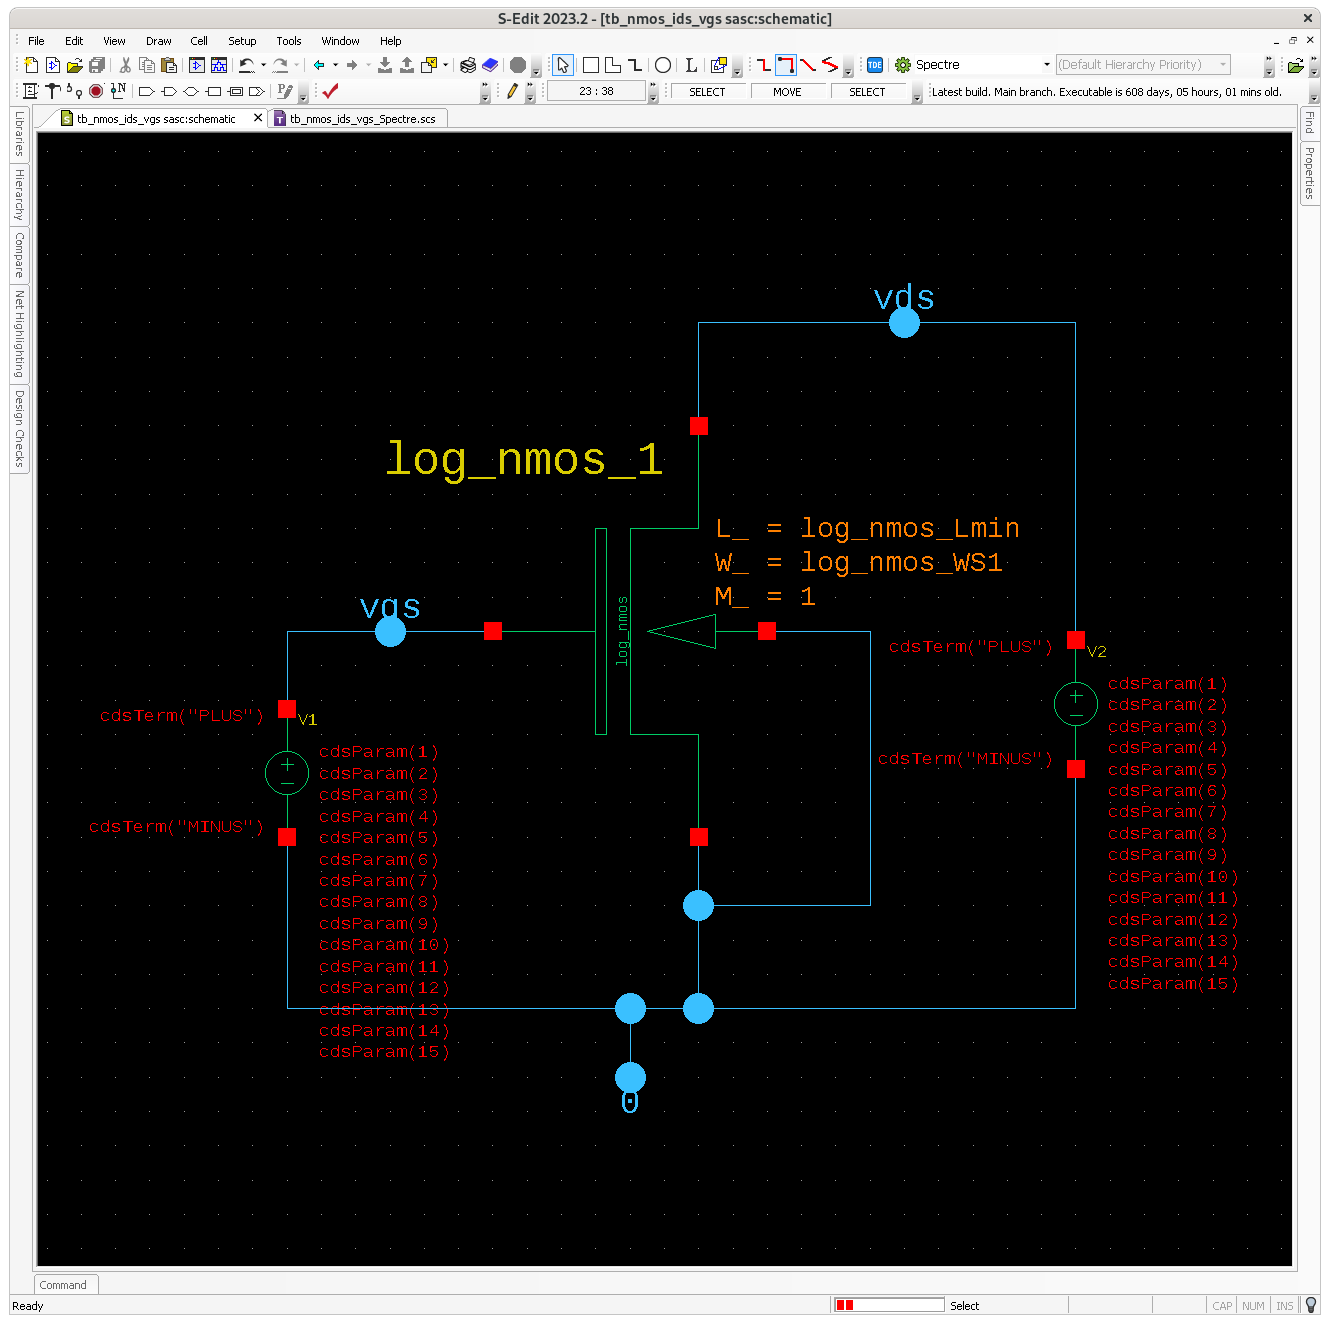 S-Edit 2023.2 - [tb_nmos_ids_vgs sasc:schematic]
File Edit View Draw Cell Setup Tools Window Help
L TDE Spectre (Default Hierarchy Priority)
N 23 : 38 SELECT MOVE SELECT Latest build. Main branch. Executable is 608 days, 05 hours, 01 mins old.
S tb_nmos_ids_vgs sasc:schematic T tb_nmos_ids_vgs_Spectre.scs
Libraries
Hierarchy
Compare
Net Highlighting
Design Checks
Find
Properties
vds
log_nmos_1
L_ = log_nmos_Lmin
W_ = log_nmos_WS1
M_ = 1
vgs
log_nmos
cdsTerm("PLUS")
V2
cdsParam(1)
cdsParam(2)
cdsParam(3)
cdsParam(4)
cdsParam(5)
cdsParam(6)
cdsParam(7)
cdsParam(8)
cdsParam(9)
cdsParam(10)
cdsParam(11)
cdsParam(12)
cdsParam(13)
cdsParam(14)
cdsParam(15)
cdsTerm("MINUS")
cdsTerm("PLUS")
V1
cdsParam(1)
cdsParam(2)
cdsParam(3)
cdsParam(4)
cdsParam(5)
cdsParam(6)
cdsParam(7)
cdsParam(8)
cdsParam(9)
cdsParam(10)
cdsParam(11)
cdsParam(12)
cdsParam(13)
cdsParam(14)
cdsParam(15)
cdsTerm("MINUS")
0
Command
Ready Select CAP NUM INS